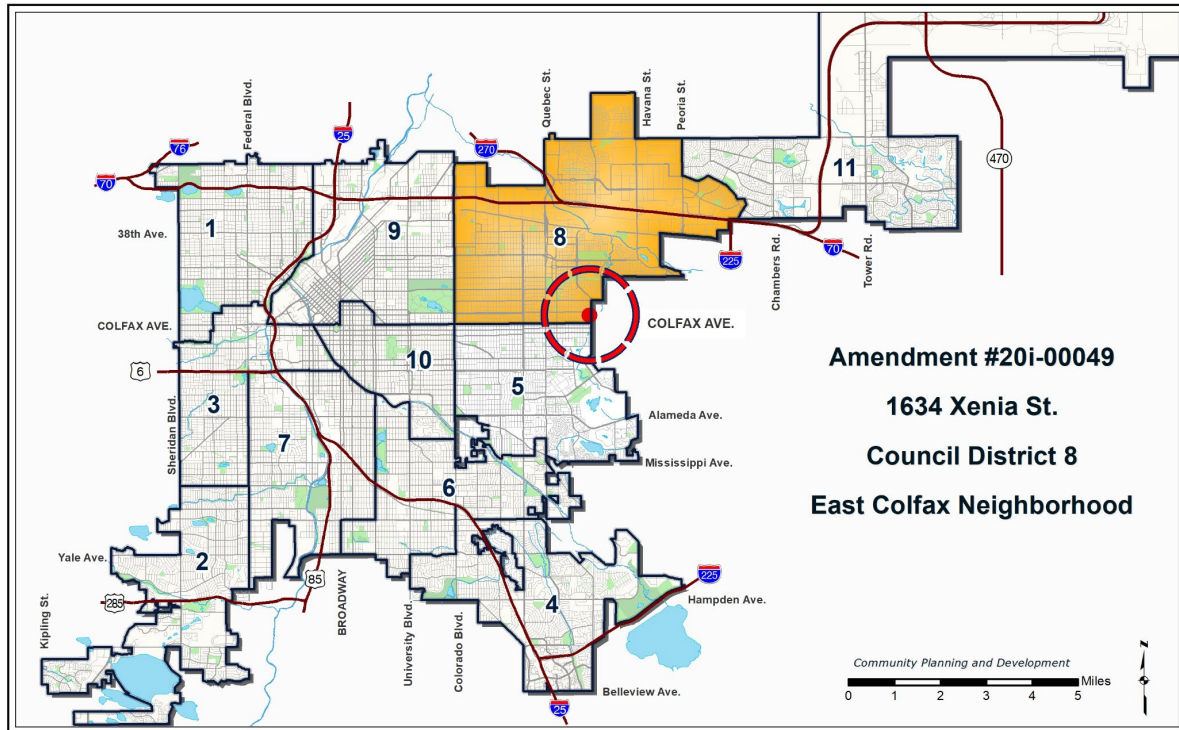 Federal Blvd.
25
Quebec St.
Havana St.
Peoria St.
76
270
70
470
11
1
9
8
38th Ave.
225
Chambers Rd.
70
Tower Rd.
COLFAX AVE.
COLFAX AVE.
10
6
5
3
Sheridan Blvd.
7
Alameda Ave.
Mississippi Ave.
6
Amendment #20i-00049
1634 Xenia St.
Council District 8
East Colfax Neighborhood
Yale Ave.
2
85
BROADWAY
University Blvd.
Colorado Blvd.
4
225
Hampden Ave.
285
Kipling St.
Belleview Ave.
25
Community Planning and Development
0 1 2 3 4 5 Miles
N